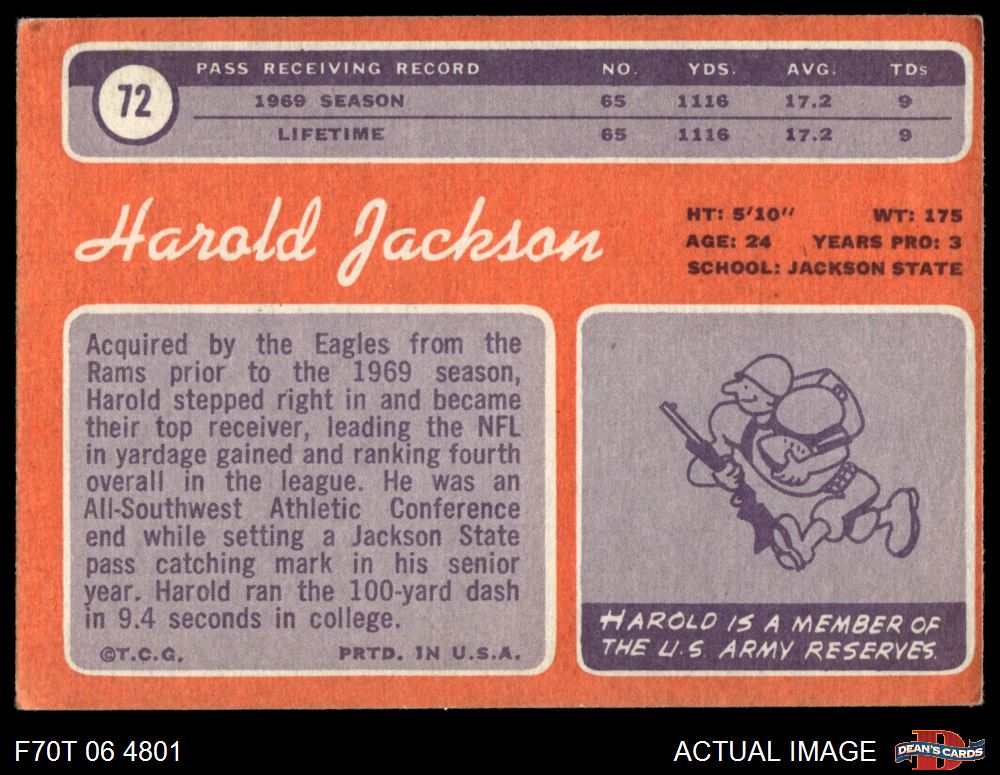 72
PASS RECEIVING RECORD NO. YDS. AVG. TDs
1969 SEASON 65 1116 17.2 9
LIFETIME 65 1116 17.2 9
Harold Jackson
HT: 5'10" WT: 175
AGE: 24 YEARS PRO: 3
SCHOOL: JACKSON STATE
Acquired by the Eagles from the
Rams prior to the 1969 season,
Harold stepped right in and became
their top receiver, leading the NFL
in yardage gained and ranking fourth
overall in the league. He was an
All-Southwest Athletic Conference
end while setting a Jackson State
pass catching mark in his senior
year. Harold ran the 100-yard dash
in 9.4 seconds in college.
©T.C.G. PRTD. IN U.S.A.
HAROLD IS A MEMBER OF
THE U.S. ARMY RESERVES.
F70T 06 4801
ACTUAL IMAGE
D
DEAN'S CARDS